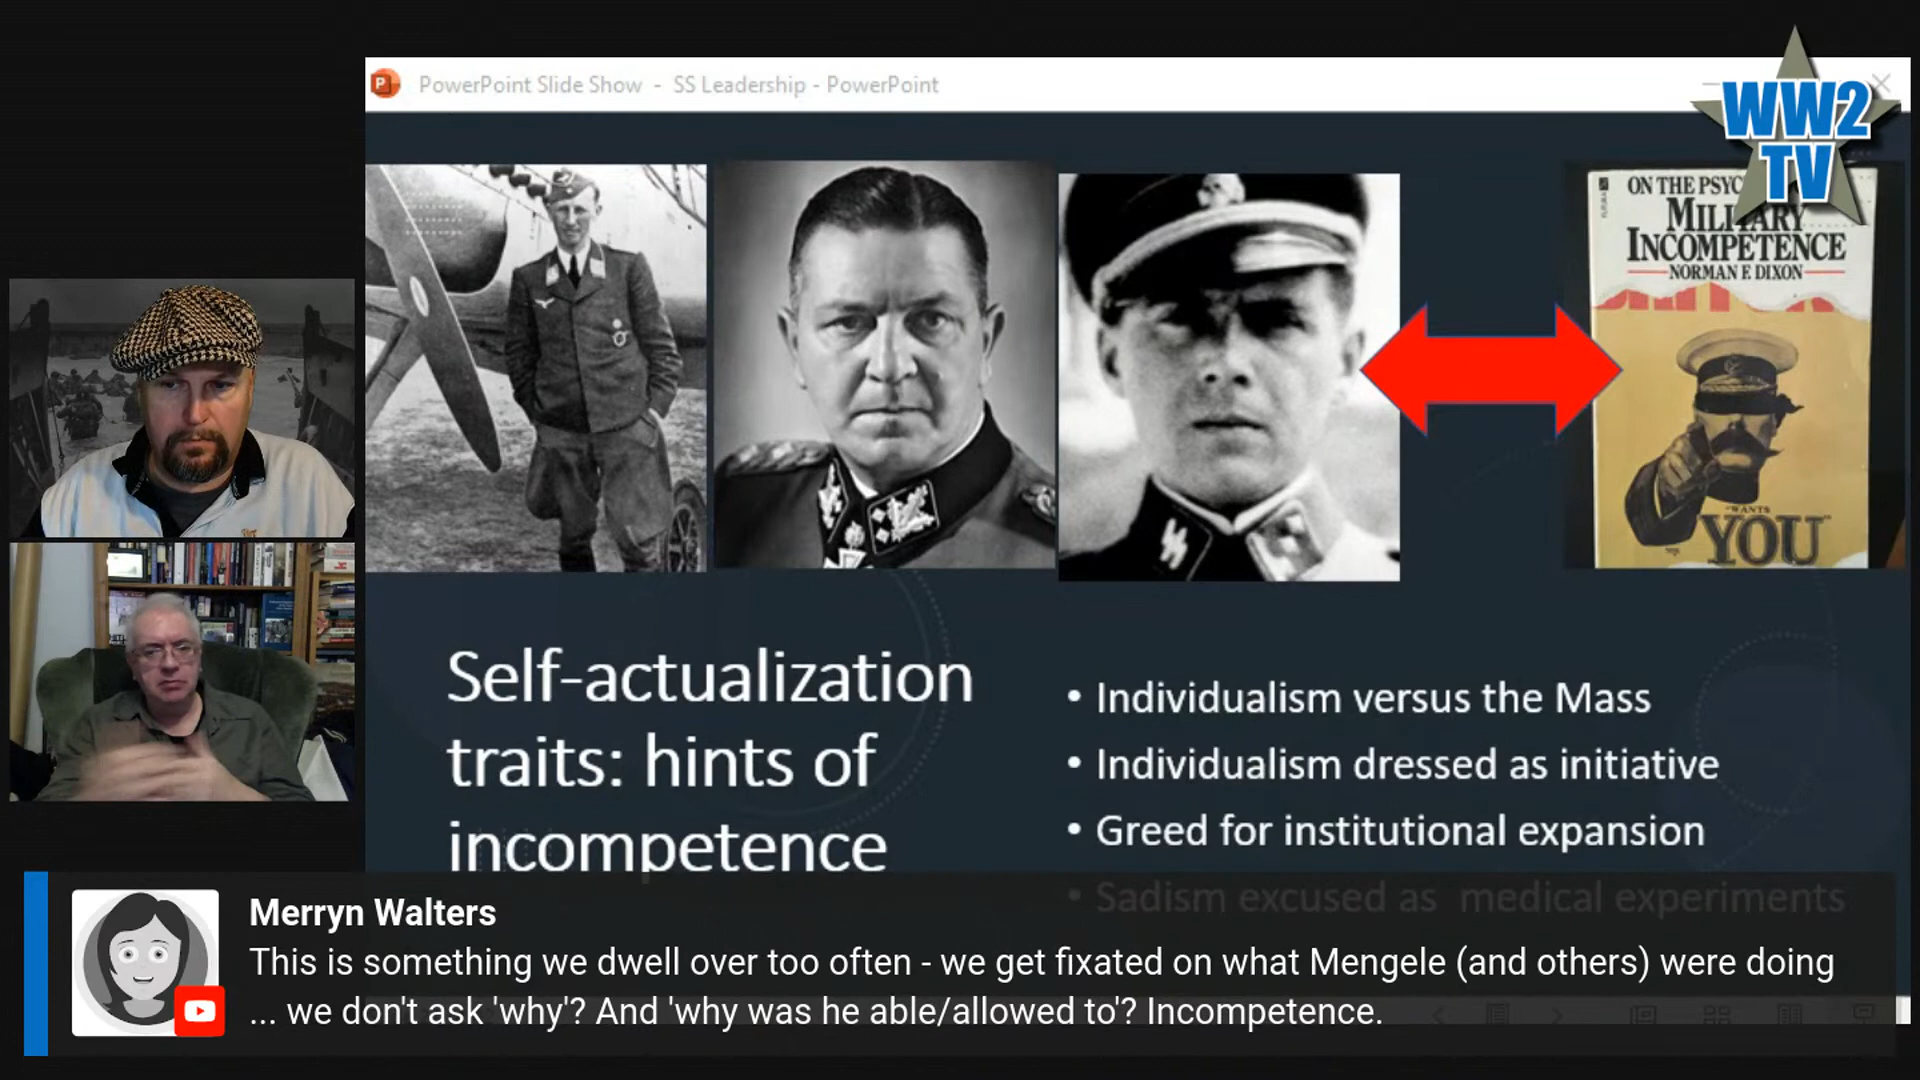 PowerPoint Slide Show - SS Leadership - PowerPoint
WW2
TV
ON THE
MILITARY
INCOMPETENCE
NORMAN F. DIXON
"WANTS
YOU"
Self-actualization
traits: hints of
incompetence
• Individualism versus the Mass
• Individualism dressed as initiative
• Greed for institutional expansion
• Sadism excused as medical experiments
Merryn Walters
This is something we dwell over too often - we get fixated on what Mengele (and others) were doing
... we don't ask 'why'? And 'why was he able/allowed to'? Incompetence.